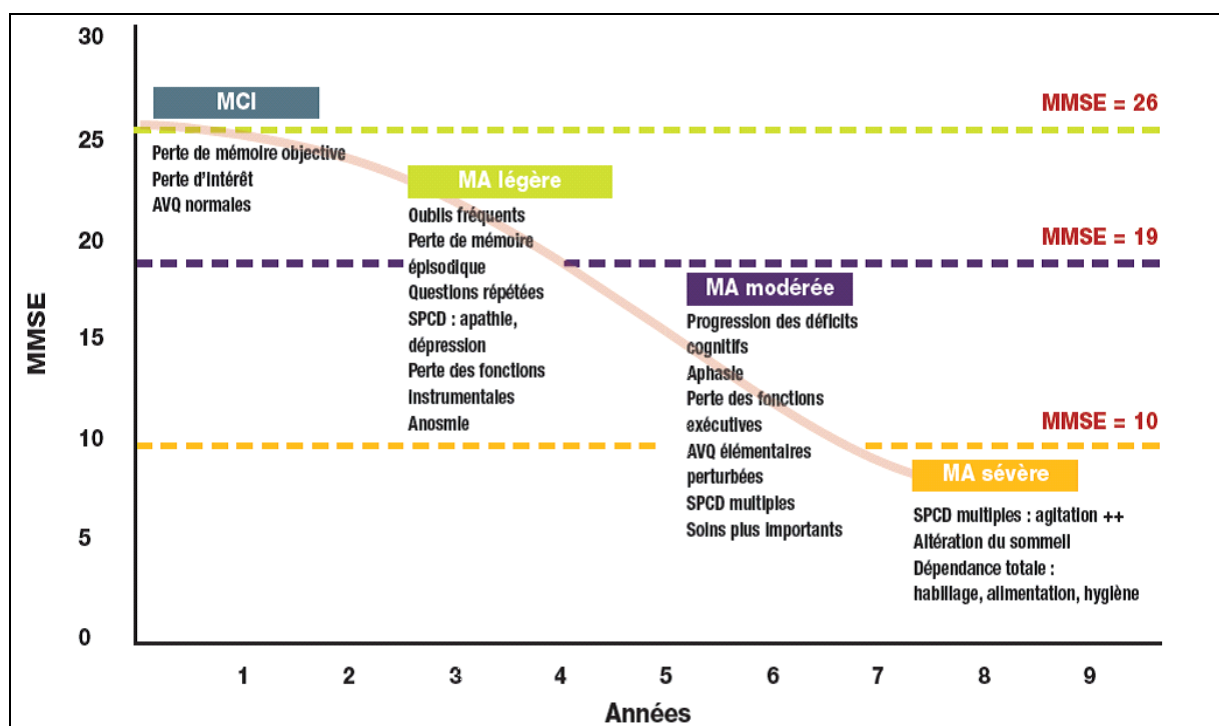 30
MCI
MMSE = 26
25
Perte de mémoire objective
Perte d'intérêt
AVQ normales
MA légère
Oublis fréquents
Perte de mémoire
épisodique
Questions répétées
SPCD : apathie,
dépression
Perte des fonctions
instrumentales
Anosmie
20
MMSE = 19
MA modérée
Progression des déficits
cognitifs
Aphasie
Perte des fonctions
exécutives
AVQ élémentaires
perturbées
SPCD multiples
Soins plus importants
15
MMSE
10
MMSE = 10
MA sévère
SPCD multiples : agitation ++
Altération du sommeil
Dépendance totale :
habillage, alimentation, hygiène
5
0
1 2 3 4 5 6 7 8 9
Années